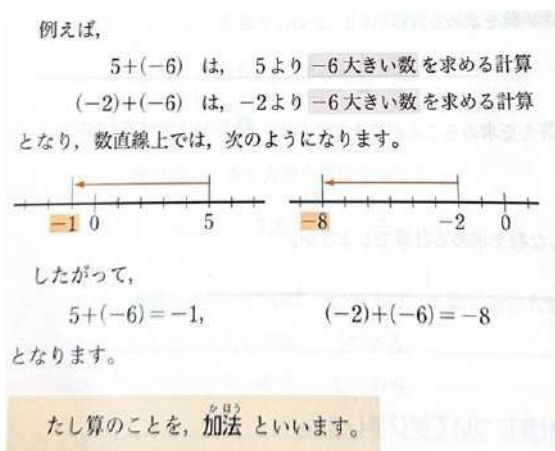 例えば，
5+(−6) は， 5より −6大きい数 を求める計算
(−2)+(−6) は，−2より −6大きい数 を求める計算
となり，数直線上では，次のようになります。
−1 0 5 −8 −2 0
したがって，
5+(−6)=−1, (−2)+(−6)=−8
となります。
かほう
たし算のことを，加法 といいます。